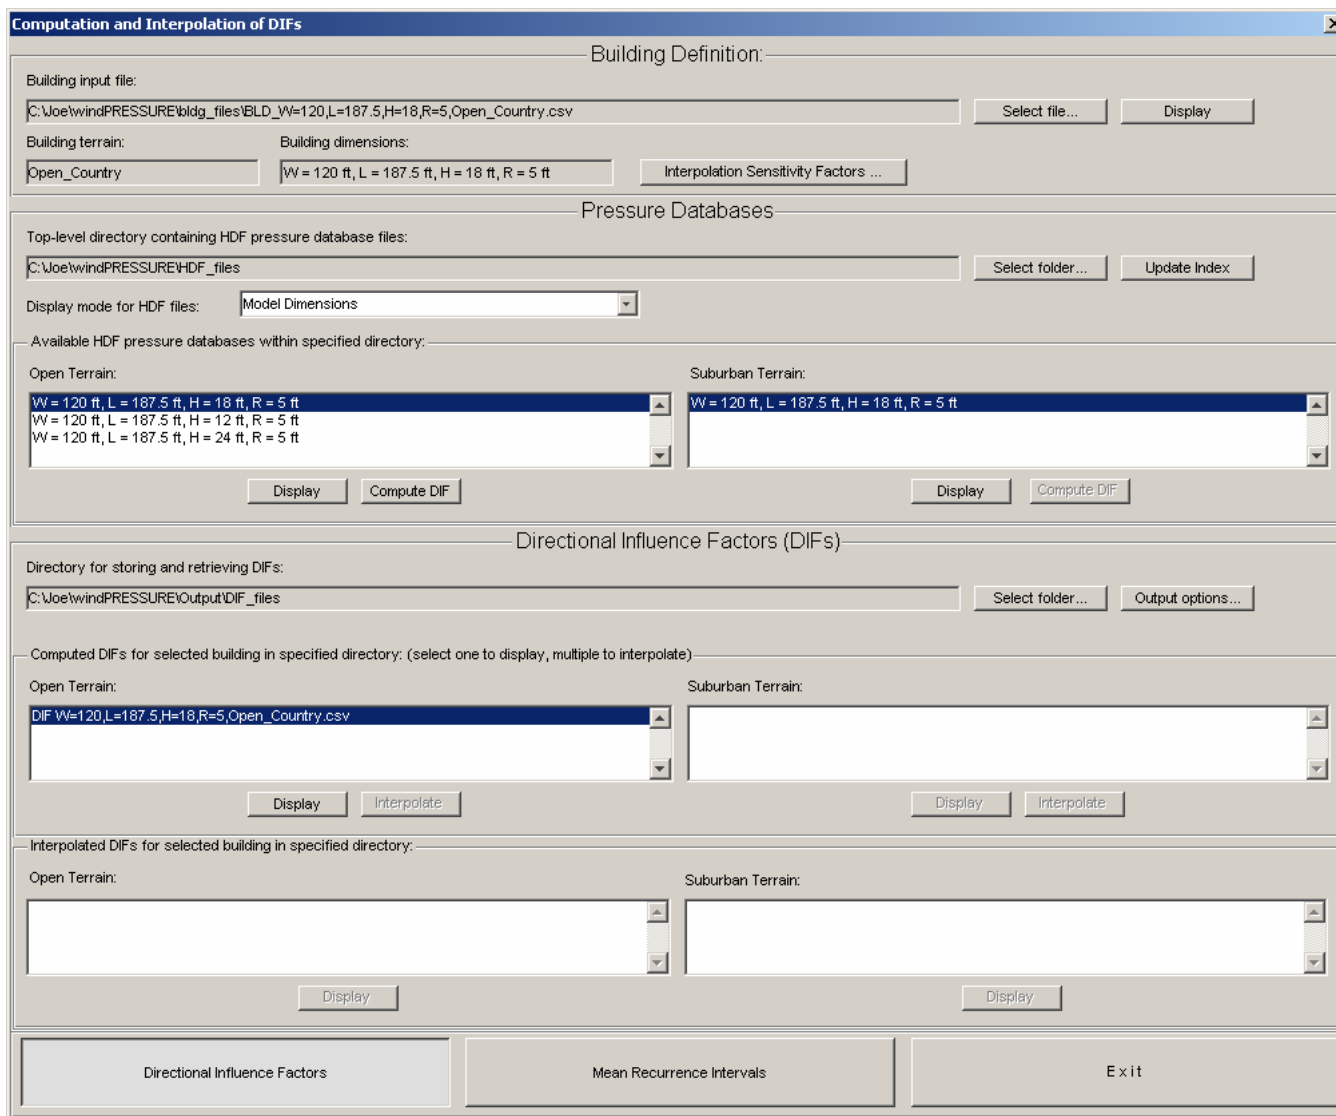 Computation and Interpolation of DIFs
Building Definition:
Building input file:
C:\Joe\windPRESSURE\bldg_files\BLD_W=120,L=187.5,H=18,R=5,Open_Country.csv
Select file...
Display
Building terrain:
Building dimensions:
Open_Country
W = 120 ft, L = 187.5 ft, H = 18 ft, R = 5 ft
Interpolation Sensitivity Factors ...
Pressure Databases
Top-level directory containing HDF pressure database files:
C:\Joe\windPRESSURE\HDF_files
Select folder...
Update Index
Display mode for HDF files:
Model Dimensions
Available HDF pressure databases within specified directory:
Open Terrain:
W = 120 ft, L = 187.5 ft, H = 18 ft, R = 5 ft
W = 120 ft, L = 187.5 ft, H = 12 ft, R = 5 ft
W = 120 ft, L = 187.5 ft, H = 24 ft, R = 5 ft
Display
Compute DIF
Suburban Terrain:
W = 120 ft, L = 187.5 ft, H = 18 ft, R = 5 ft
Display
Compute DIF
Directional Influence Factors (DIFs)
Directory for storing and retrieving DIFs:
C:\Joe\windPRESSURE\Output\DIF_files
Select folder...
Output options...
Computed DIFs for selected building in specified directory: (select one to display, multiple to interpolate)
Open Terrain:
DIF W=120,L=187.5,H=18,R=5,Open_Country.csv
Display
Interpolate
Suburban Terrain:
Display
Interpolate
Interpolated DIFs for selected building in specified directory:
Open Terrain:
Display
Suburban Terrain:
Display
Directional Influence Factors
Mean Recurrence Intervals
Exit